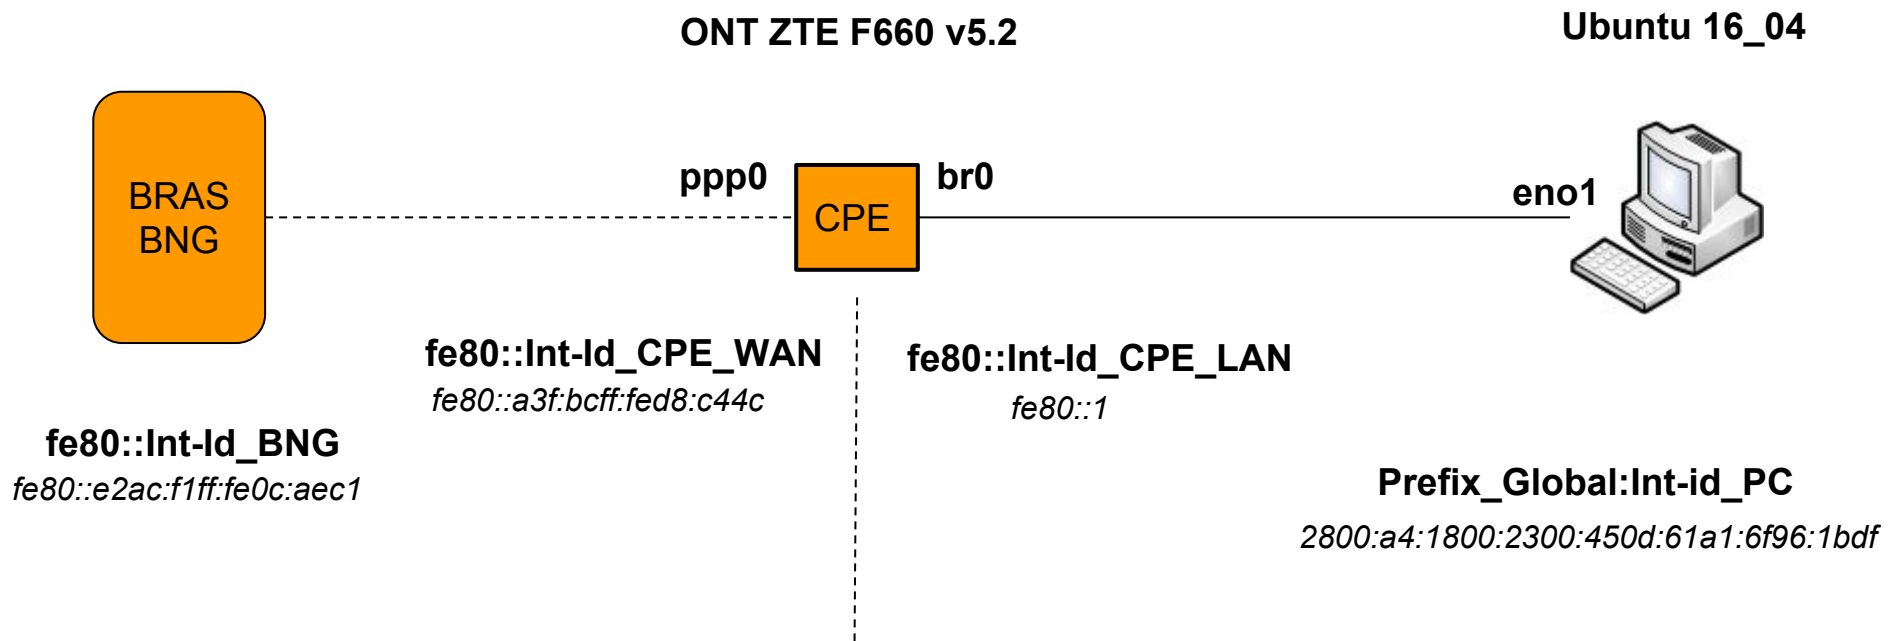 ONT ZTE F660 v5.2
Ubuntu 16_04
BRAS
BNG
ppp0
CPE
br0
eno1
fe80::Int-Id_CPE_WAN
fe80::a3f:bcff:fed8:c44c
fe80::Int-Id_CPE_LAN
fe80::1
fe80::Int-Id_BNG
fe80::e2ac:f1ff:fe0c:aec1
Prefix_Global:Int-id_PC
2800:a4:1800:2300:450d:61a1:6f96:1bdf